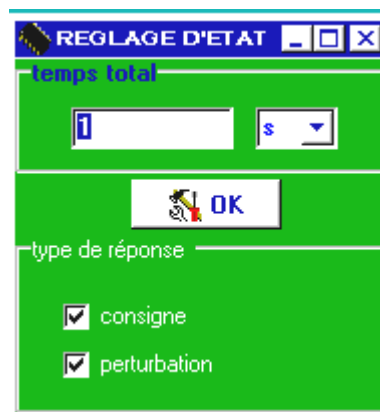 REGLAGE D'ETAT
temps total
1 s
OK
type de réponse
consigne
perturbation